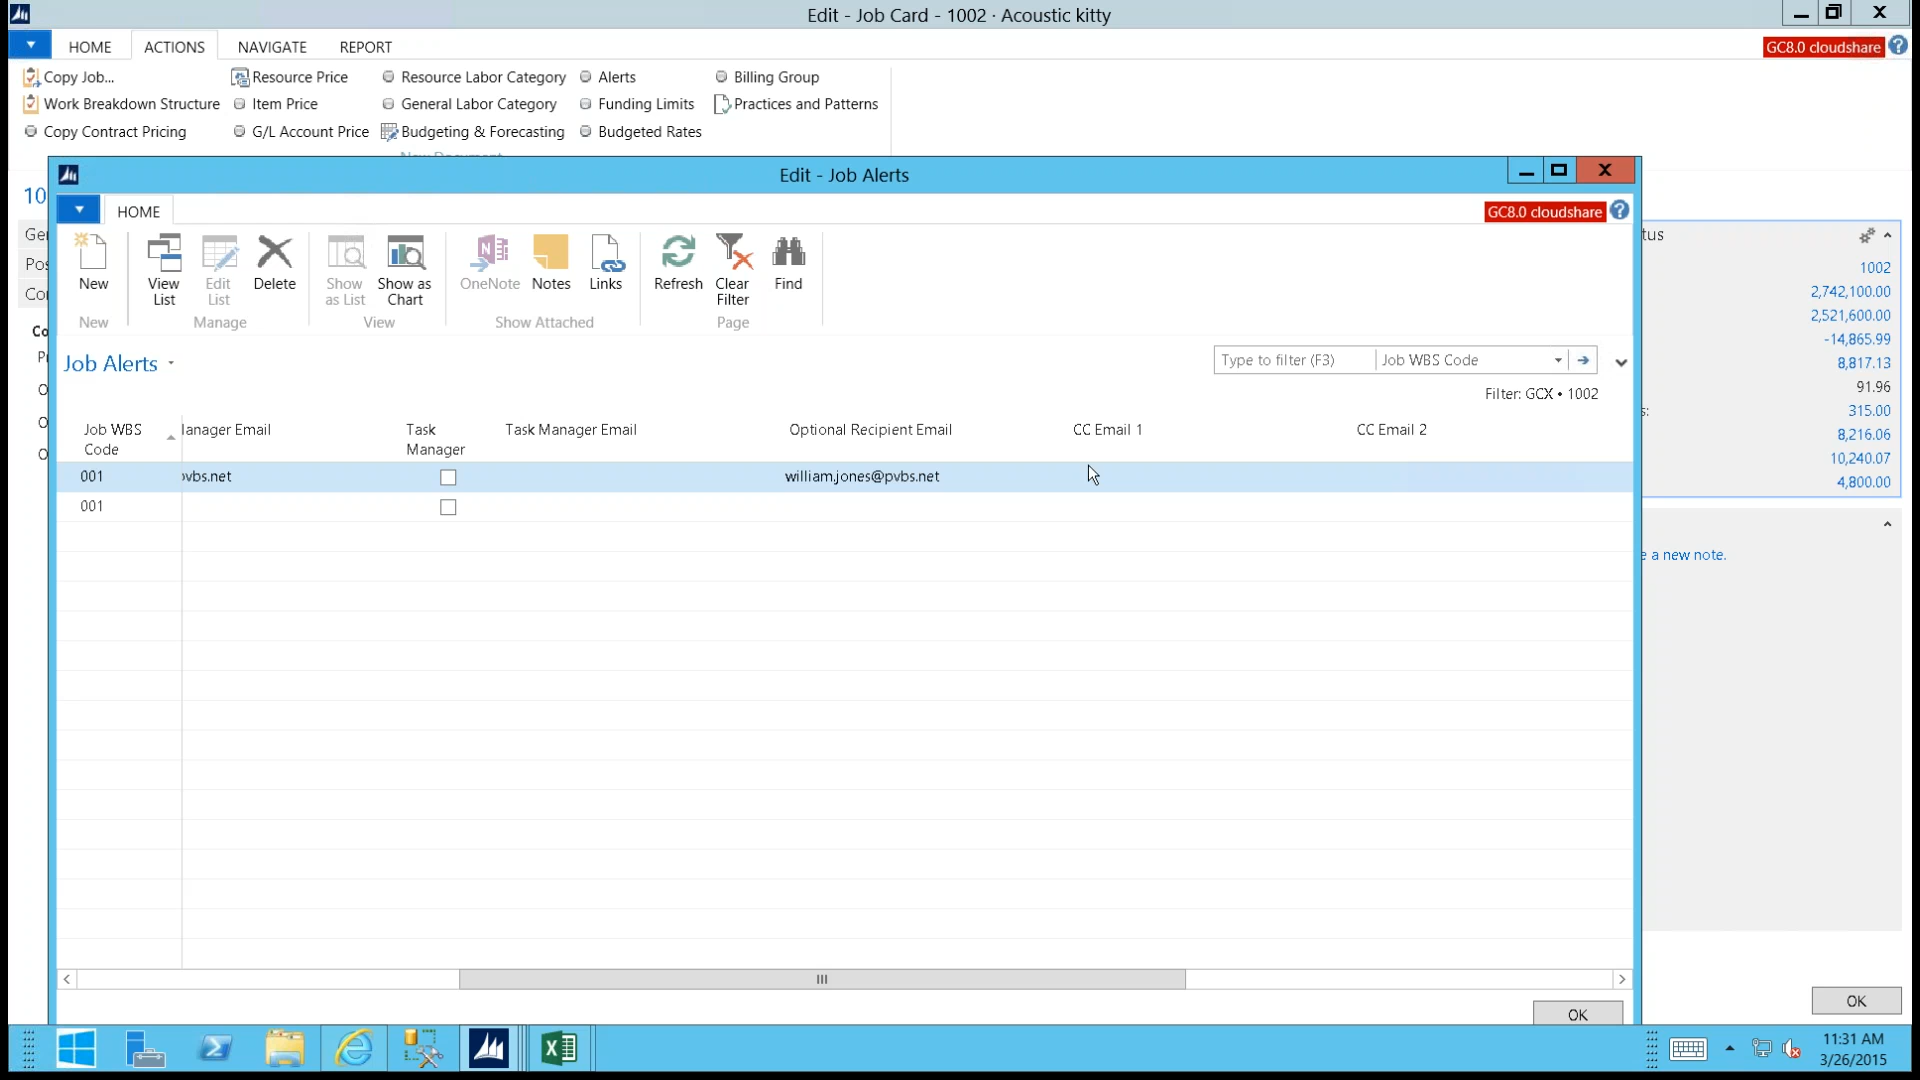 Edit - Job Card - 1002 · Acoustic kitty
HOME ACTIONS NAVIGATE REPORT
GC8.0 cloudshare
Copy Job... Resource Price Resource Labor Category Alerts Billing Group
Work Breakdown Structure Item Price General Labor Category Funding Limits Practices and Patterns
Copy Contract Pricing G/L Account Price Budgeting & Forecasting Budgeted Rates
Edit - Job Alerts
HOME
GC8.0 cloudshare
New View List Edit List Delete Show as List Show as Chart OneNote Notes Links Refresh Clear Filter Find
New Manage View Show Attached Page
Job Alerts
Type to filter (F3) Job WBS Code
Filter: GCX • 1002
Job WBS Code anager Email Task Manager Task Manager Email Optional Recipient Email CC Email 1 CC Email 2
001 vbs.net william.jones@pvbs.net
001
OK
10
Ge
Pos
Co
Co
P
O
O
O
tus
1002
2,742,100.00
2,521,600.00
-14,865.99
8,817.13
91.96
s: 315.00
8,216.06
10,240.07
4,800.00
e a new note.
OK
11:31 AM
3/26/2015